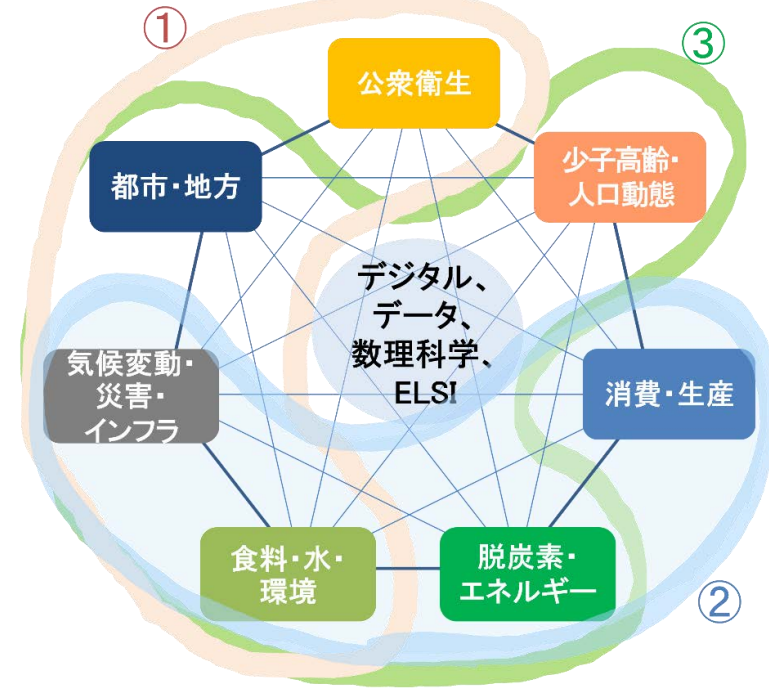 ①
③
公衆衛生
少子高齢・
人口動態
都市・地方
デジタル、
データ、
数理科学、
ELSI
気候変動・
災害・
インフラ
消費・生産
食料・水・
環境
脱炭素・
エネルギー
②